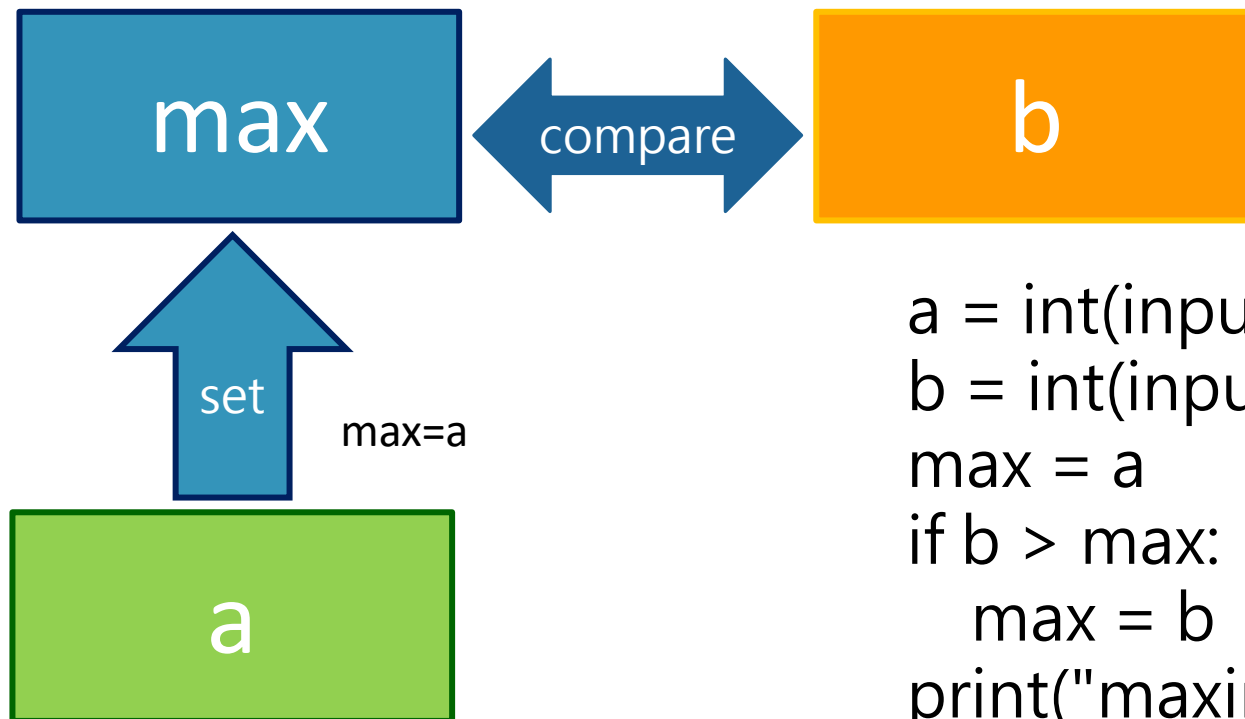 max
compare
b
set
max=a
a
a = int(inpu
b = int(inpu
max = a
if b > max:
max = b
print("maxi